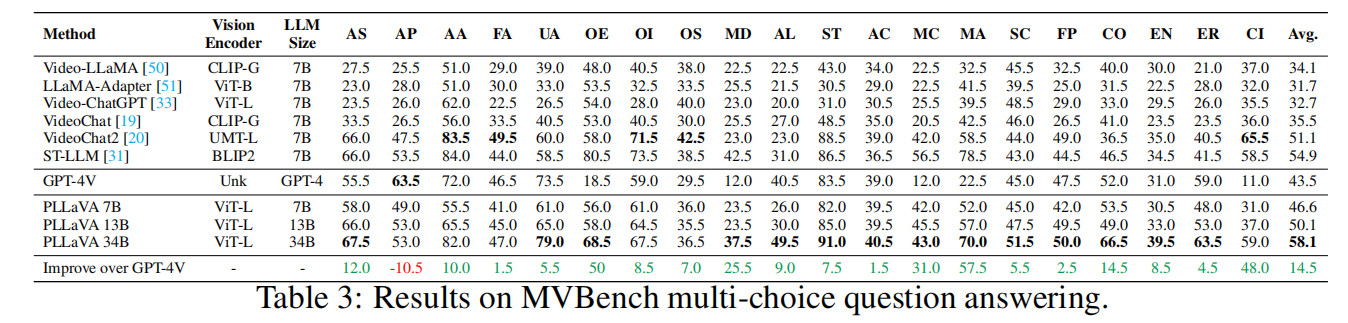 Method Vision Encoder LLM Size AS AP AA FA UA OE OI OS MD AL ST AC MC MA SC FP CO EN ER CI Avg.
Video-LLaMA [50] CLIP-G 7B 27.5 25.5 51.0 29.0 39.0 48.0 40.5 38.0 22.5 22.5 43.0 34.0 22.5 32.5 45.5 32.5 40.0 30.0 21.0 37.0 34.1
LLaMA-Adapter [51] ViT-B 7B 23.0 28.0 51.0 30.0 33.0 53.5 32.5 33.5 25.5 21.5 30.5 29.0 22.5 41.5 39.5 25.0 31.5 22.5 28.0 32.0 31.7
Video-ChatGPT [33] ViT-L 7B 23.5 26.0 62.0 22.5 26.5 54.0 28.0 40.0 23.0 20.0 31.0 30.5 25.5 39.5 48.5 29.0 33.0 29.5 26.0 35.5 32.7
VideoChat [19] CLIP-G 7B 33.5 26.5 56.0 33.5 40.5 53.0 40.5 30.0 25.5 27.0 48.5 35.0 20.5 42.5 46.0 26.5 41.0 23.5 23.5 36.0 35.5
VideoChat2 [20] UMT-L 7B 66.0 47.5 83.5 49.5 60.0 58.0 71.5 42.5 23.0 23.0 88.5 39.0 42.0 58.5 44.0 49.0 36.5 35.0 40.5 65.5 51.1
ST-LLM [31] BLIP2 7B 66.0 53.5 84.0 44.0 58.5 80.5 73.5 38.5 42.5 31.0 86.5 36.5 56.5 78.5 43.0 44.5 46.5 34.5 41.5 58.5 54.9
GPT-4V Unk GPT-4 55.5 63.5 72.0 46.5 73.5 18.5 59.0 29.5 12.0 40.5 83.5 39.0 12.0 22.5 45.0 47.5 52.0 31.0 59.0 11.0 43.5
PLLaVA 7B ViT-L 7B 58.0 49.0 55.5 41.0 61.0 56.0 61.0 36.0 23.5 26.0 82.0 39.5 42.0 52.0 45.0 42.0 53.5 30.5 48.0 31.0 46.6
PLLaVA 13B ViT-L 13B 66.0 53.0 65.5 45.0 65.0 58.0 64.5 35.5 23.5 30.0 85.0 39.5 45.5 57.0 47.5 49.5 49.0 33.0 53.0 37.0 50.1
PLLaVA 34B ViT-L 34B 67.5 53.0 82.0 47.0 79.0 68.5 67.5 36.5 37.5 49.5 91.0 40.5 43.0 70.0 51.5 50.0 66.5 39.5 63.5 59.0 58.1
Improve over GPT-4V - - 12.0 -10.5 10.0 1.5 5.5 50 8.5 7.0 25.5 9.0 7.5 1.5 31.0 57.5 5.5 2.5 14.5 8.5 4.5 48.0 14.5
Table 3: Results on MVBench multi-choice question answering.